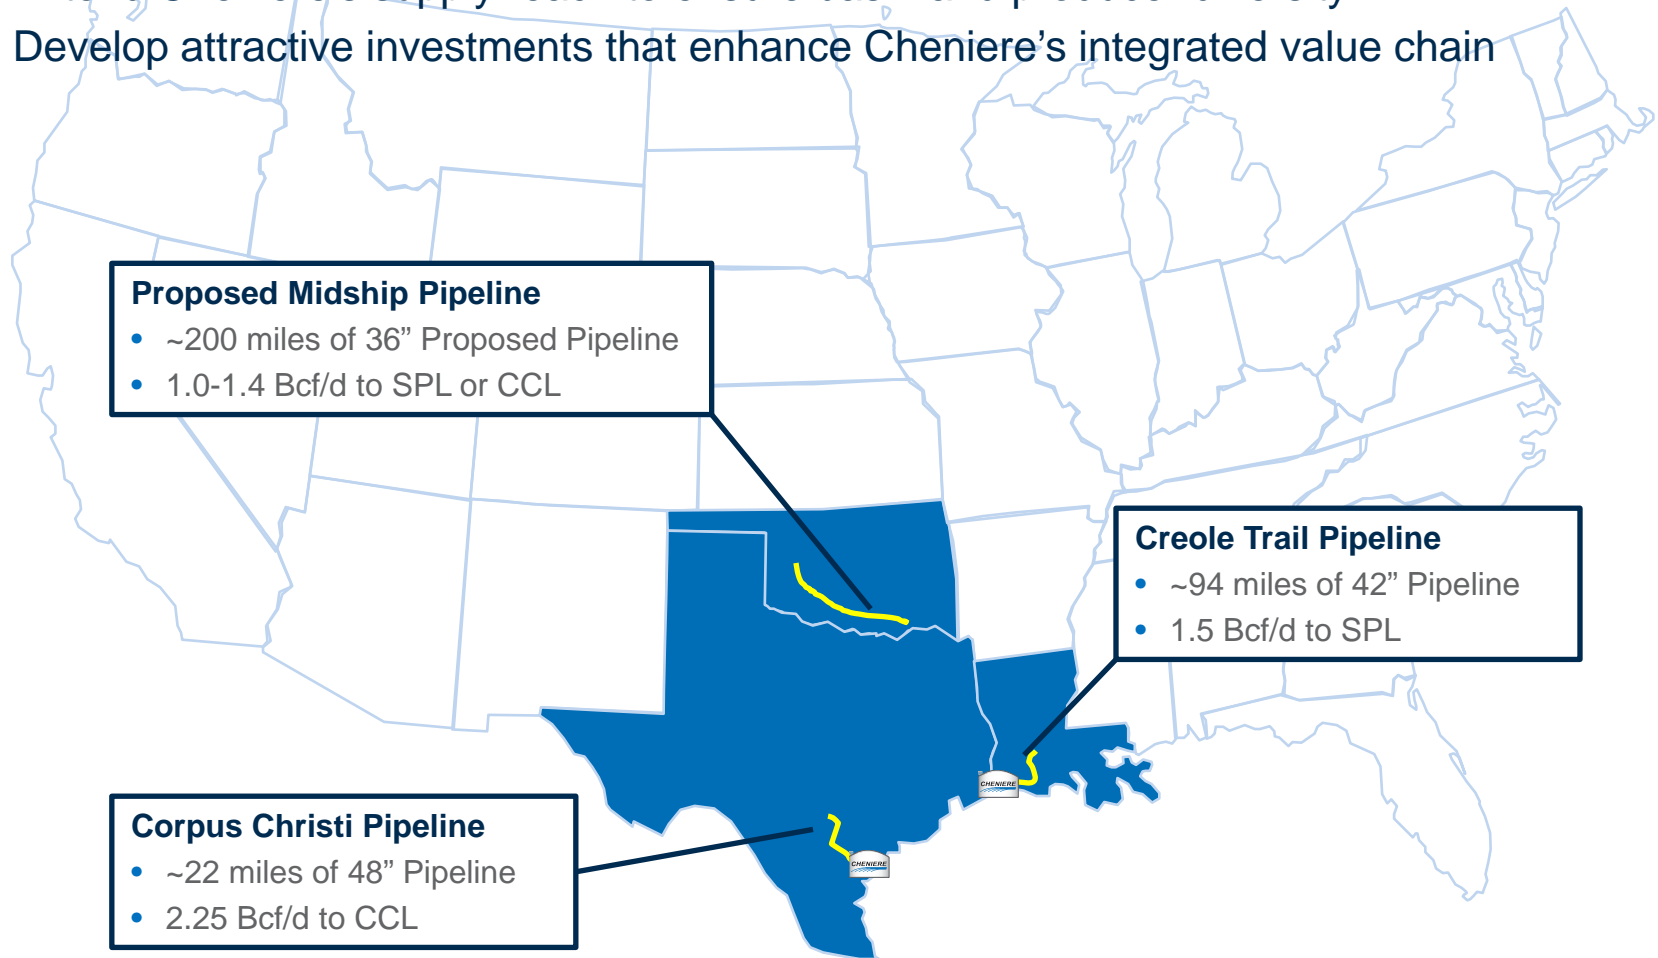 Develop attractive investments that enhance Cheniere’s integrated value chain
Proposed Midship Pipeline
• ~200 miles of 36” Proposed Pipeline
• 1.0-1.4 Bcf/d to SPL or CCL
Creole Trail Pipeline
• ~94 miles of 42” Pipeline
• 1.5 Bcf/d to SPL
CHENIERE
Corpus Christi Pipeline
• ~22 miles of 48” Pipeline
• 2.25 Bcf/d to CCL
CHENIERE